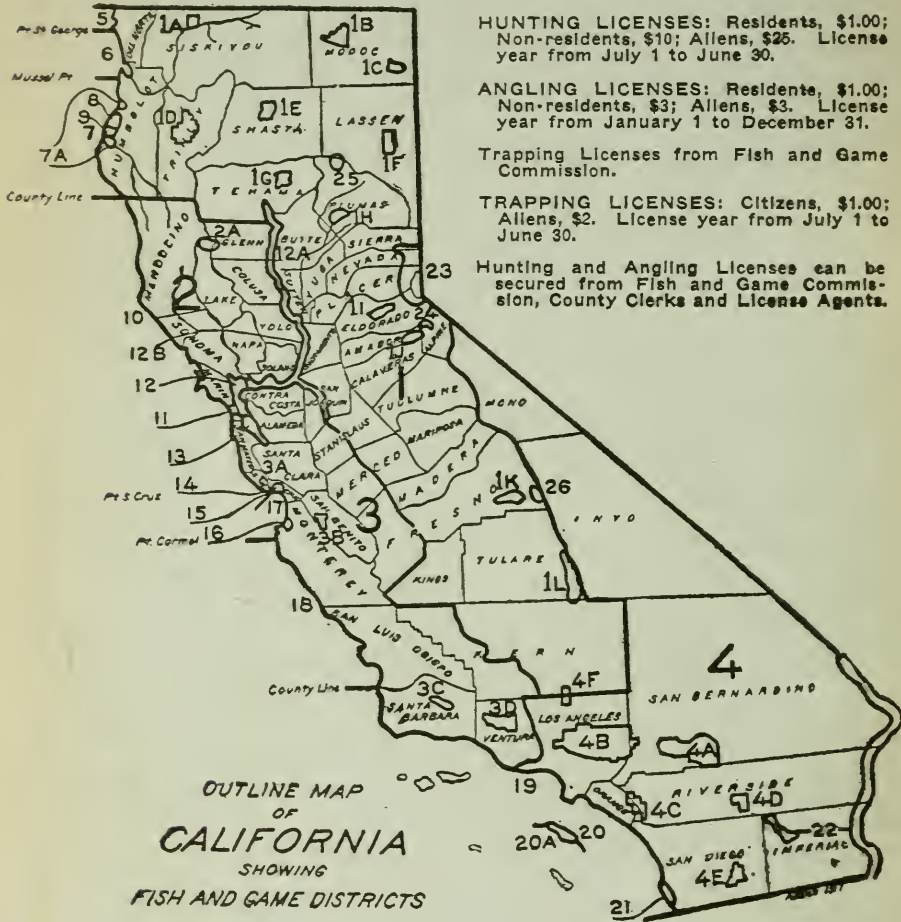 HUNTING LICENSES: Residents, $1.00;
Non-residents, $10; Aliens, $25. License
year from July 1 to June 30.
ANGLING LICENSES: Residents, $1.00;
Non-residents, $3; Aliens, $3. License
year from January 1 to December 31.
Trapping Licenses from Fish and Game
Commission.
TRAPPING LICENSES: Citizens, $1.00;
Aliens, $2. License year from July 1 to
June 30.
Hunting and Angling Licenses can be
secured from Fish and Game Commis-
sion, County Clerks and License Agents.
5
Pt St George
DEL NORTE
1A
SISKIYOU
1B
MODOC
6
1C
Mussel Pt
8
9
7
7A
HUMBOLDT
1D
TRINITY
1E
SHASTA
LASSEN
1F
County Line
TEHAMA
1G
25
PLUMAS
1H
MENDOCINO
2A
GLENN
BUTTE
12A
SIERRA
YUBA
NEVADA
2
COLUSA
SUTTER
PLACER
23
LAKE
10
1I
24
ELDORADO
YOLO
SONOMA
NAPA
SACRAMENTO
AMADOR
ALPINE
12B
SOLANO
CALAVERAS
1
12
MARIN
CONTRA
COSTA
SAN
JOAQUIN
TUOLUMNE
MONO
11
ALAMEDA
STANISLAUS
MARIPOSA
13
SANTA
CLARA
3A
MERCED
MADERA
14
Pt S Cruz
15
17
16
SAN BENITO
3
3B
FRESNO
1K
26
INYO
Pt. Carmel
MONTEREY
TULARE
KINGS
1L
18
SAN LUIS OBISPO
KERN
4
SAN BERNARDINO
County Line
3C
4F
SANTA
BARBARA
3D
VENTURA
LOS ANGELES
4B
4A
19
RIVERSIDE
ORANGE
4C
4D
20A
20
22
SAN DIEGO
IMPERIAL
4E
21
OUTLINE MAP
OF
CALIFORNIA
SHOWING
FISH AND GAME DISTRICTS